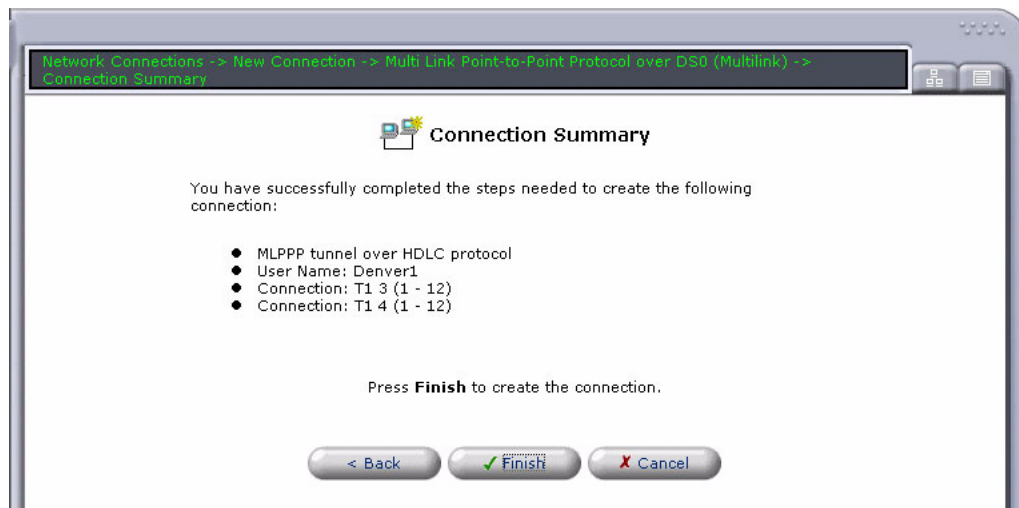 Network Connections -> New Connection -> Multi Link Point-to-Point Protocol over DS0 (Multilink) ->
Connection Summary
Connection Summary
You have successfully completed the steps needed to create the following
connection:
MLPPP tunnel over HDLC protocol
User Name: Denver1
Connection: T1 3 (1 - 12)
Connection: T1 4 (1 - 12)
Press Finish to create the connection.
< Back
Finish
Cancel